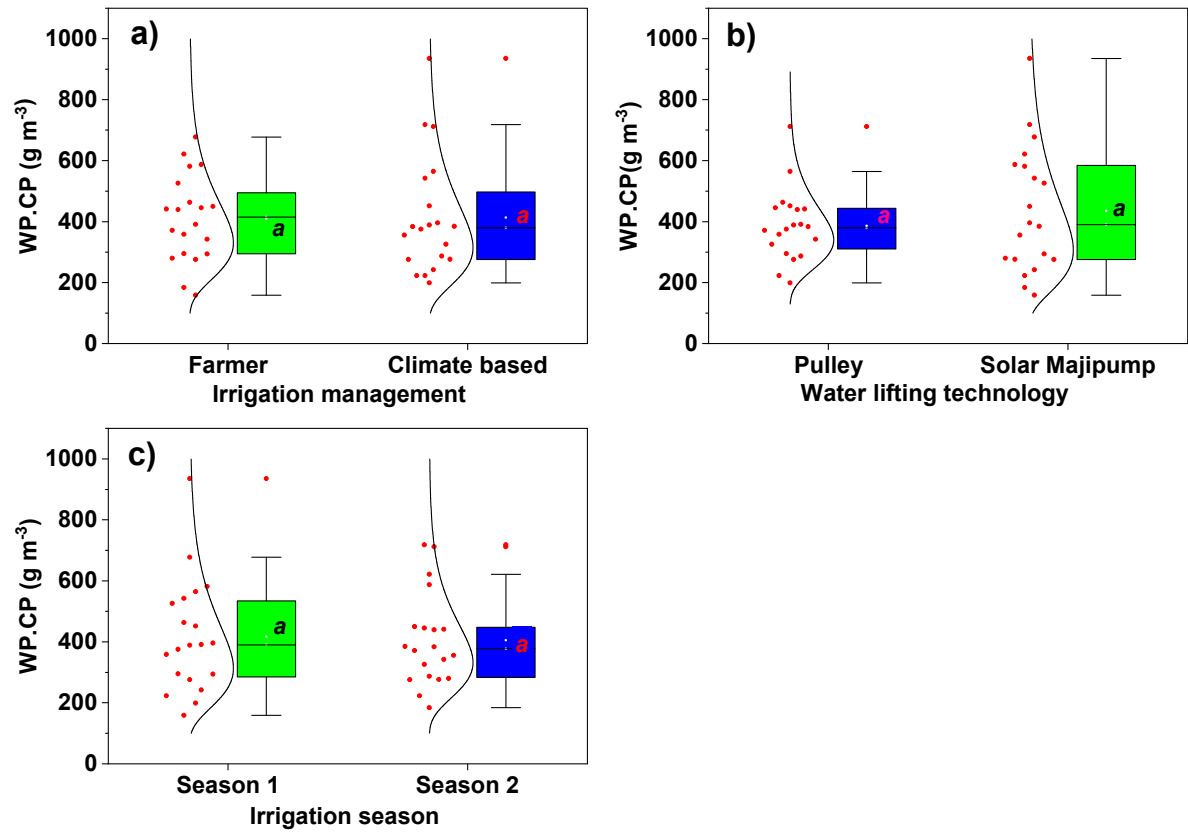 a)
WP.CP (g m-3)
1000
800
600
400
200
0
a
a
Farmer
Climate based
Irrigation management
b)
WP.CP(g m-3)
1000
800
600
400
200
0
a
a
Pulley
Solar Majipump
Water lifting technology
c)
WP.CP (g m-3)
1000
800
600
400
200
0
a
a
Season 1
Season 2
Irrigation season